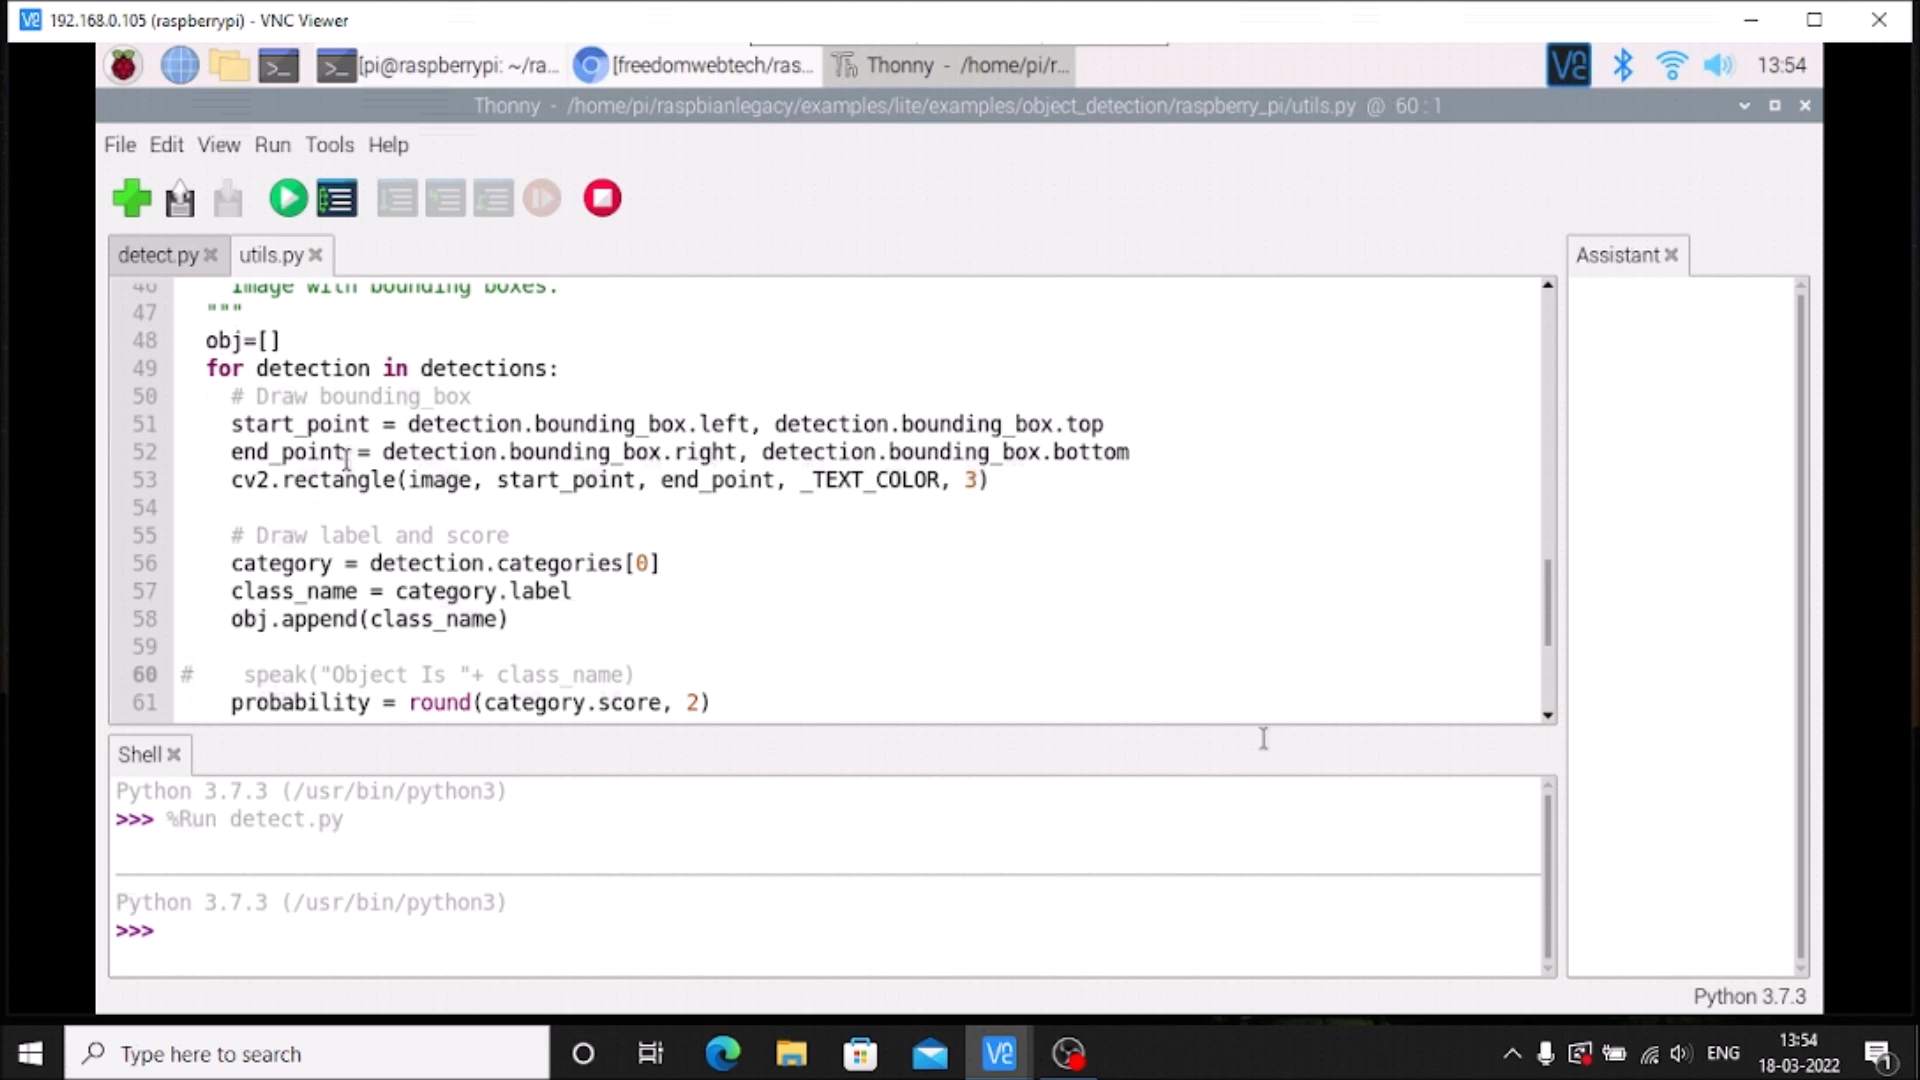 192.168.0.105 (raspberrypi) - VNC Viewer
[pi@raspberrypi: ~/ra...
[freedomwebtech/ras...
Thonny - /home/pi/r...
13:54
Thonny - /home/pi/raspbianlegacy/examples/lite/examples/object_detection/raspberry_pi/utils.py @ 60 : 1
File Edit View Run Tools Help
detect.py
utils.py
Assistant
46 image with bounding boxes.
47 """
48 obj=[]
49 for detection in detections:
50 # Draw bounding_box
51 start_point = detection.bounding_box.left, detection.bounding_box.top
52 end_point = detection.bounding_box.right, detection.bounding_box.bottom
53 cv2.rectangle(image, start_point, end_point, _TEXT_COLOR, 3)
54
55 # Draw label and score
56 category = detection.categories[0]
57 class_name = category.label
58 obj.append(class_name)
59
60 # speak("Object Is "+ class_name)
61 probability = round(category.score, 2)
Shell
Python 3.7.3 (/usr/bin/python3)
>>> %Run detect.py
Python 3.7.3 (/usr/bin/python3)
>>>
Python 3.7.3
Type here to search
ENG
13:54
18-03-2022
1